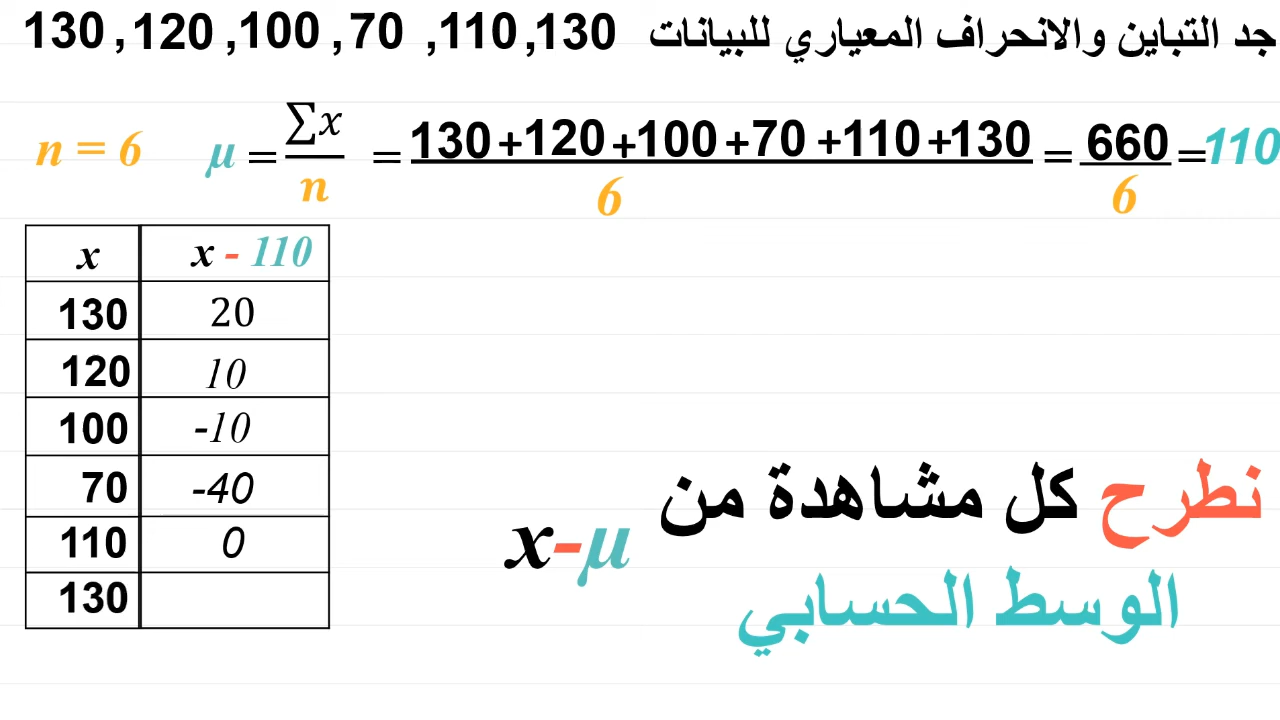 جد التباين والانحراف المعياري للبيانات 130 ,120 ,100 ,70 ,110 ,130
n = 6 μ = ∑x / n = 130 +120 +100 +70 +110 +130 / 6 = 660 / 6 = 110
x x - 110
130 20
120 10
100 -10
70 -40
110 0
130
نطرح كل مشاهدة من
x-μ
الوسط الحسابي